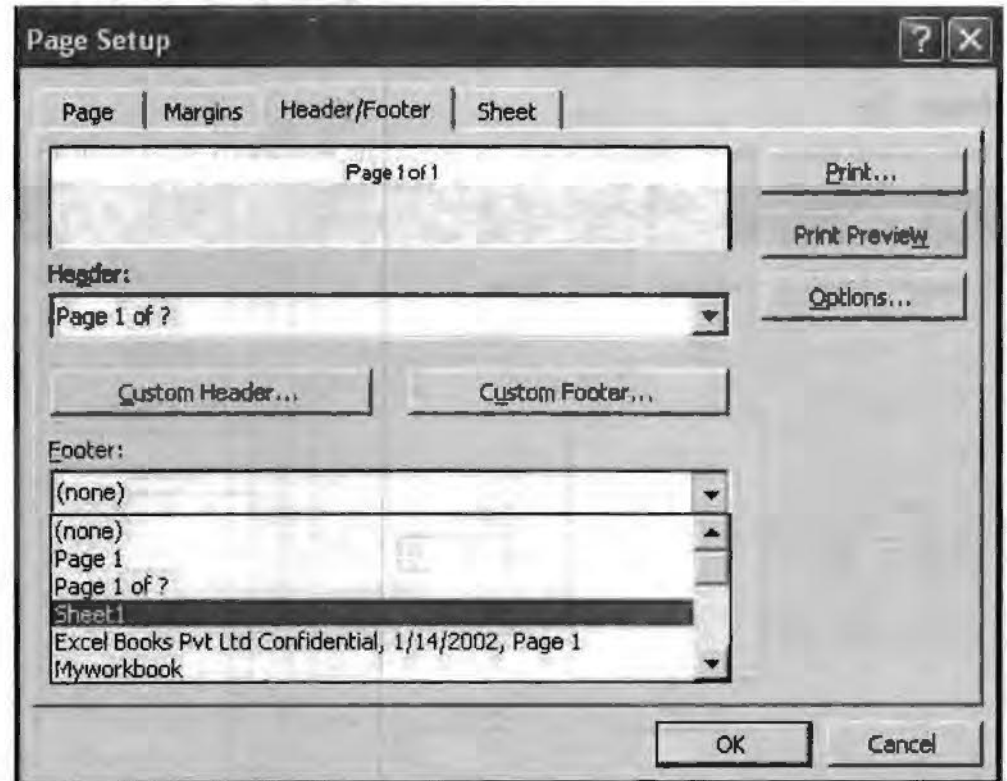 Page Setup
Page Margins Header/Footer Sheet
Page 1 of 1
Print...
Print Preview
Options...
Header:
Page 1 of ?
Custom Header... Custom Footer...
Footer:
(none)
(none)
Page 1
Page 1 of ?
Sheet1
Excel Books Pvt Ltd Confidential, 1/14/2002, Page 1
Myworkbook
OK Cancel